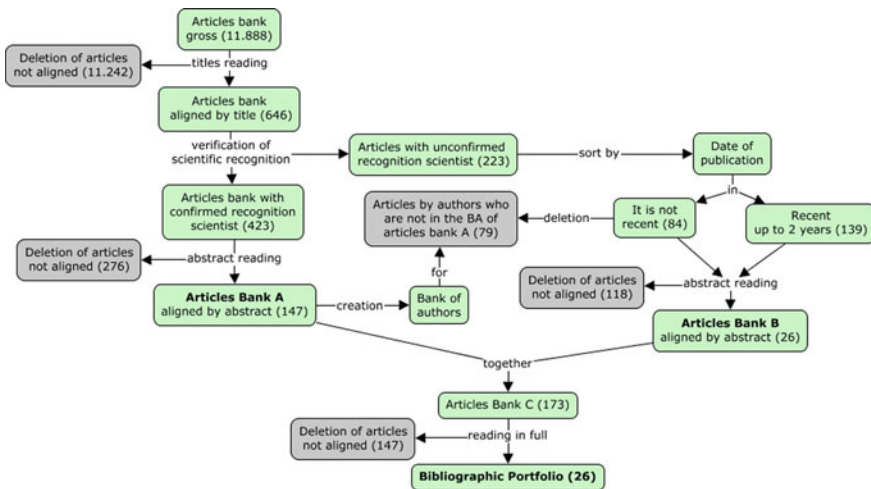 Articles bank
gross (11.888)
Deletion of articles
not aligned (11.242)
titles reading
Articles bank
aligned by title (646)
verification of
scientific recognition
Articles with unconfirmed
recognition scientist (223)
sort by
Date of
publication
in
Articles bank with
confirmed recognition
scientist (423)
Articles by authors who
are not in the BA of
articles bank A (79)
deletion
It is not
recent (84)
Recent
up to 2 years (139)
Deletion of articles
not aligned (276)
abstract reading
for
Deletion of articles
not aligned (118)
abstract reading
Articles Bank A
aligned by abstract (147)
creation
Bank of
authors
Articles Bank B
aligned by abstract (26)
together
Articles Bank C (173)
Deletion of articles
not aligned (147)
reading in full
Bibliographic Portfolio (26)